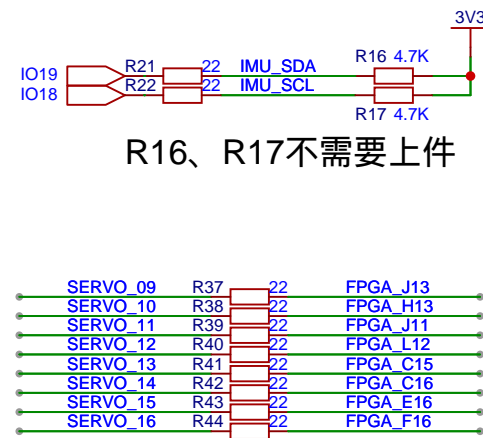 3V3
R21 22 IMU_SDA R16 4.7K
IO19
IO18 R22 22 IMU_SCL
R17 4.7K
R16、R17不需要上件
SERVO_09 R37 22 FPGA_J13
SERVO_10 R38 22 FPGA_H13
SERVO_11 R39 22 FPGA_J11
SERVO_12 R40 22 FPGA_L12
SERVO_13 R41 22 FPGA_C15
SERVO_14 R42 22 FPGA_C16
SERVO_15 R43 22 FPGA_E16
SERVO_16 R44 22 FPGA_F16